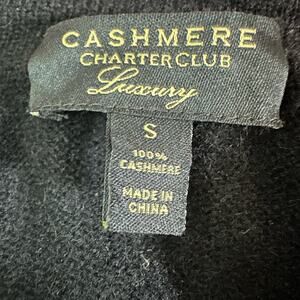 CASHMERE
CHARTER CLUB
Luxury
S
100%
CASHMERE
MADE IN
CHINA